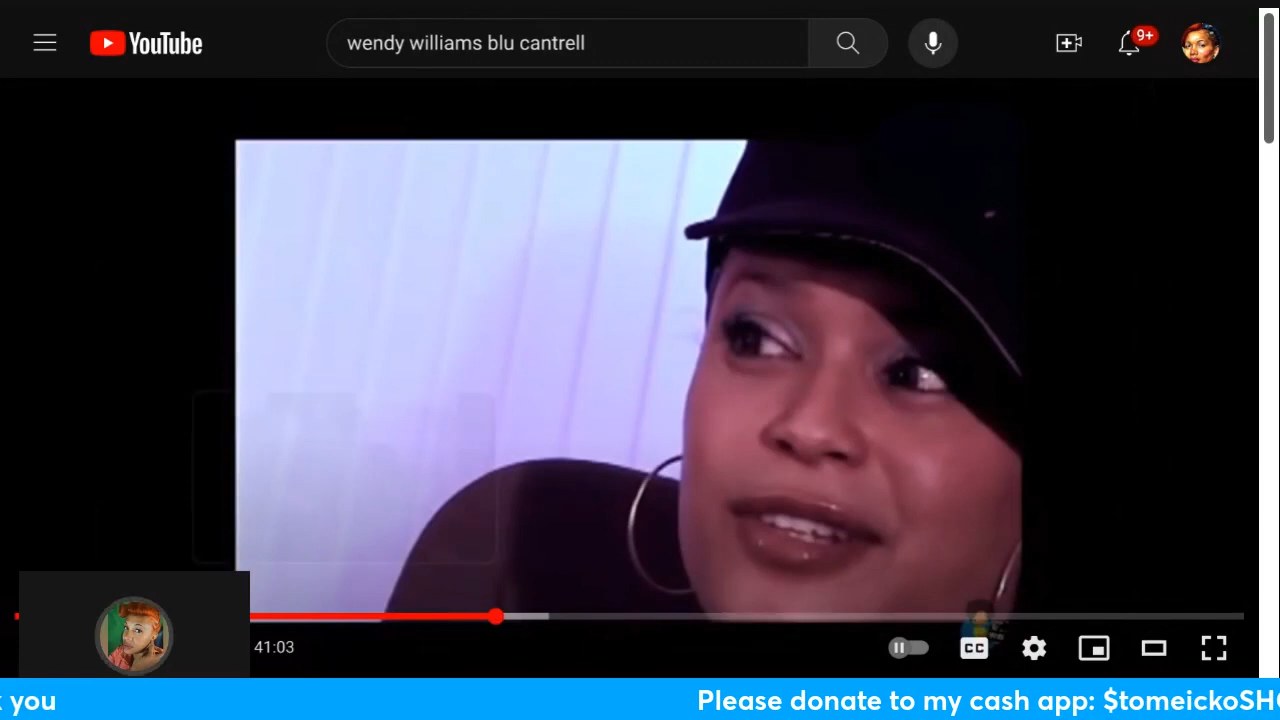 YouTube
wendy williams blu cantrell
9+
41:03
CC
you
Please donate to my cash app: $tomeickoSH